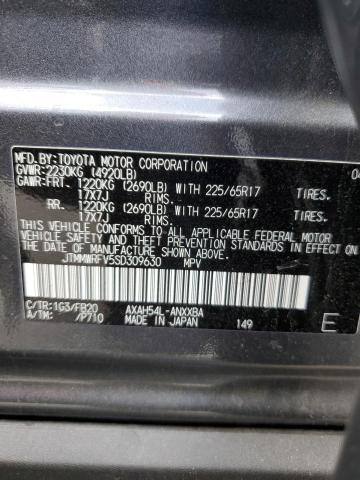 MFD.BY:TOYOTA MOTOR CORPORATION 04
GVWR:2230KG (4920LB)
GAWR:FRT. 1220KG (2690LB) WITH 225/65R17 TIRES.
17X7J RIMS.
RR. 1220KG (2690LB) WITH 225/65R17 TIRES.
17X7J RIMS.
THIS VEHICLE CONFORMS TO ALL APPLICABLE FEDERAL MOTOR
VEHICLE SAFETY STANDARDS IN EFFECT ON THE DATE OF
MANUFACTURE SHOWN ABOVE.
JTMMWRFV5SD309630 MPV
C/TR:1G3/FB20 AXAH54L-ANXXBA
A/TM: /P710 MADE IN JAPAN 149 E